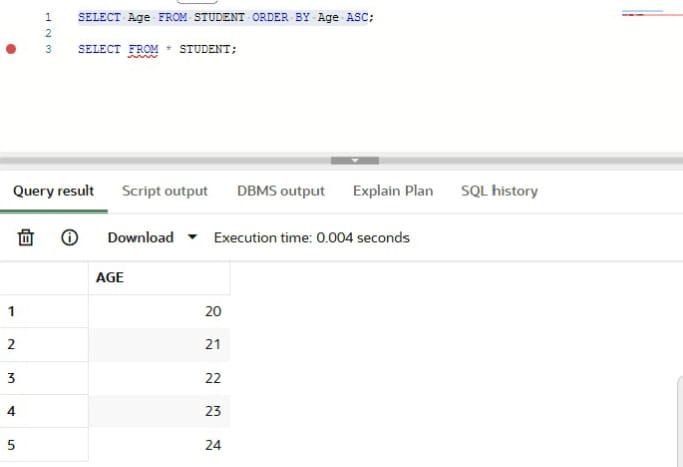 1 SELECT Age FROM STUDENT ORDER BY Age ASC;
2
3 SELECT FROM * STUDENT;
Query result Script output DBMS output Explain Plan SQL history
Download Execution time: 0.004 seconds
AGE
1 20
2 21
3 22
4 23
5 24